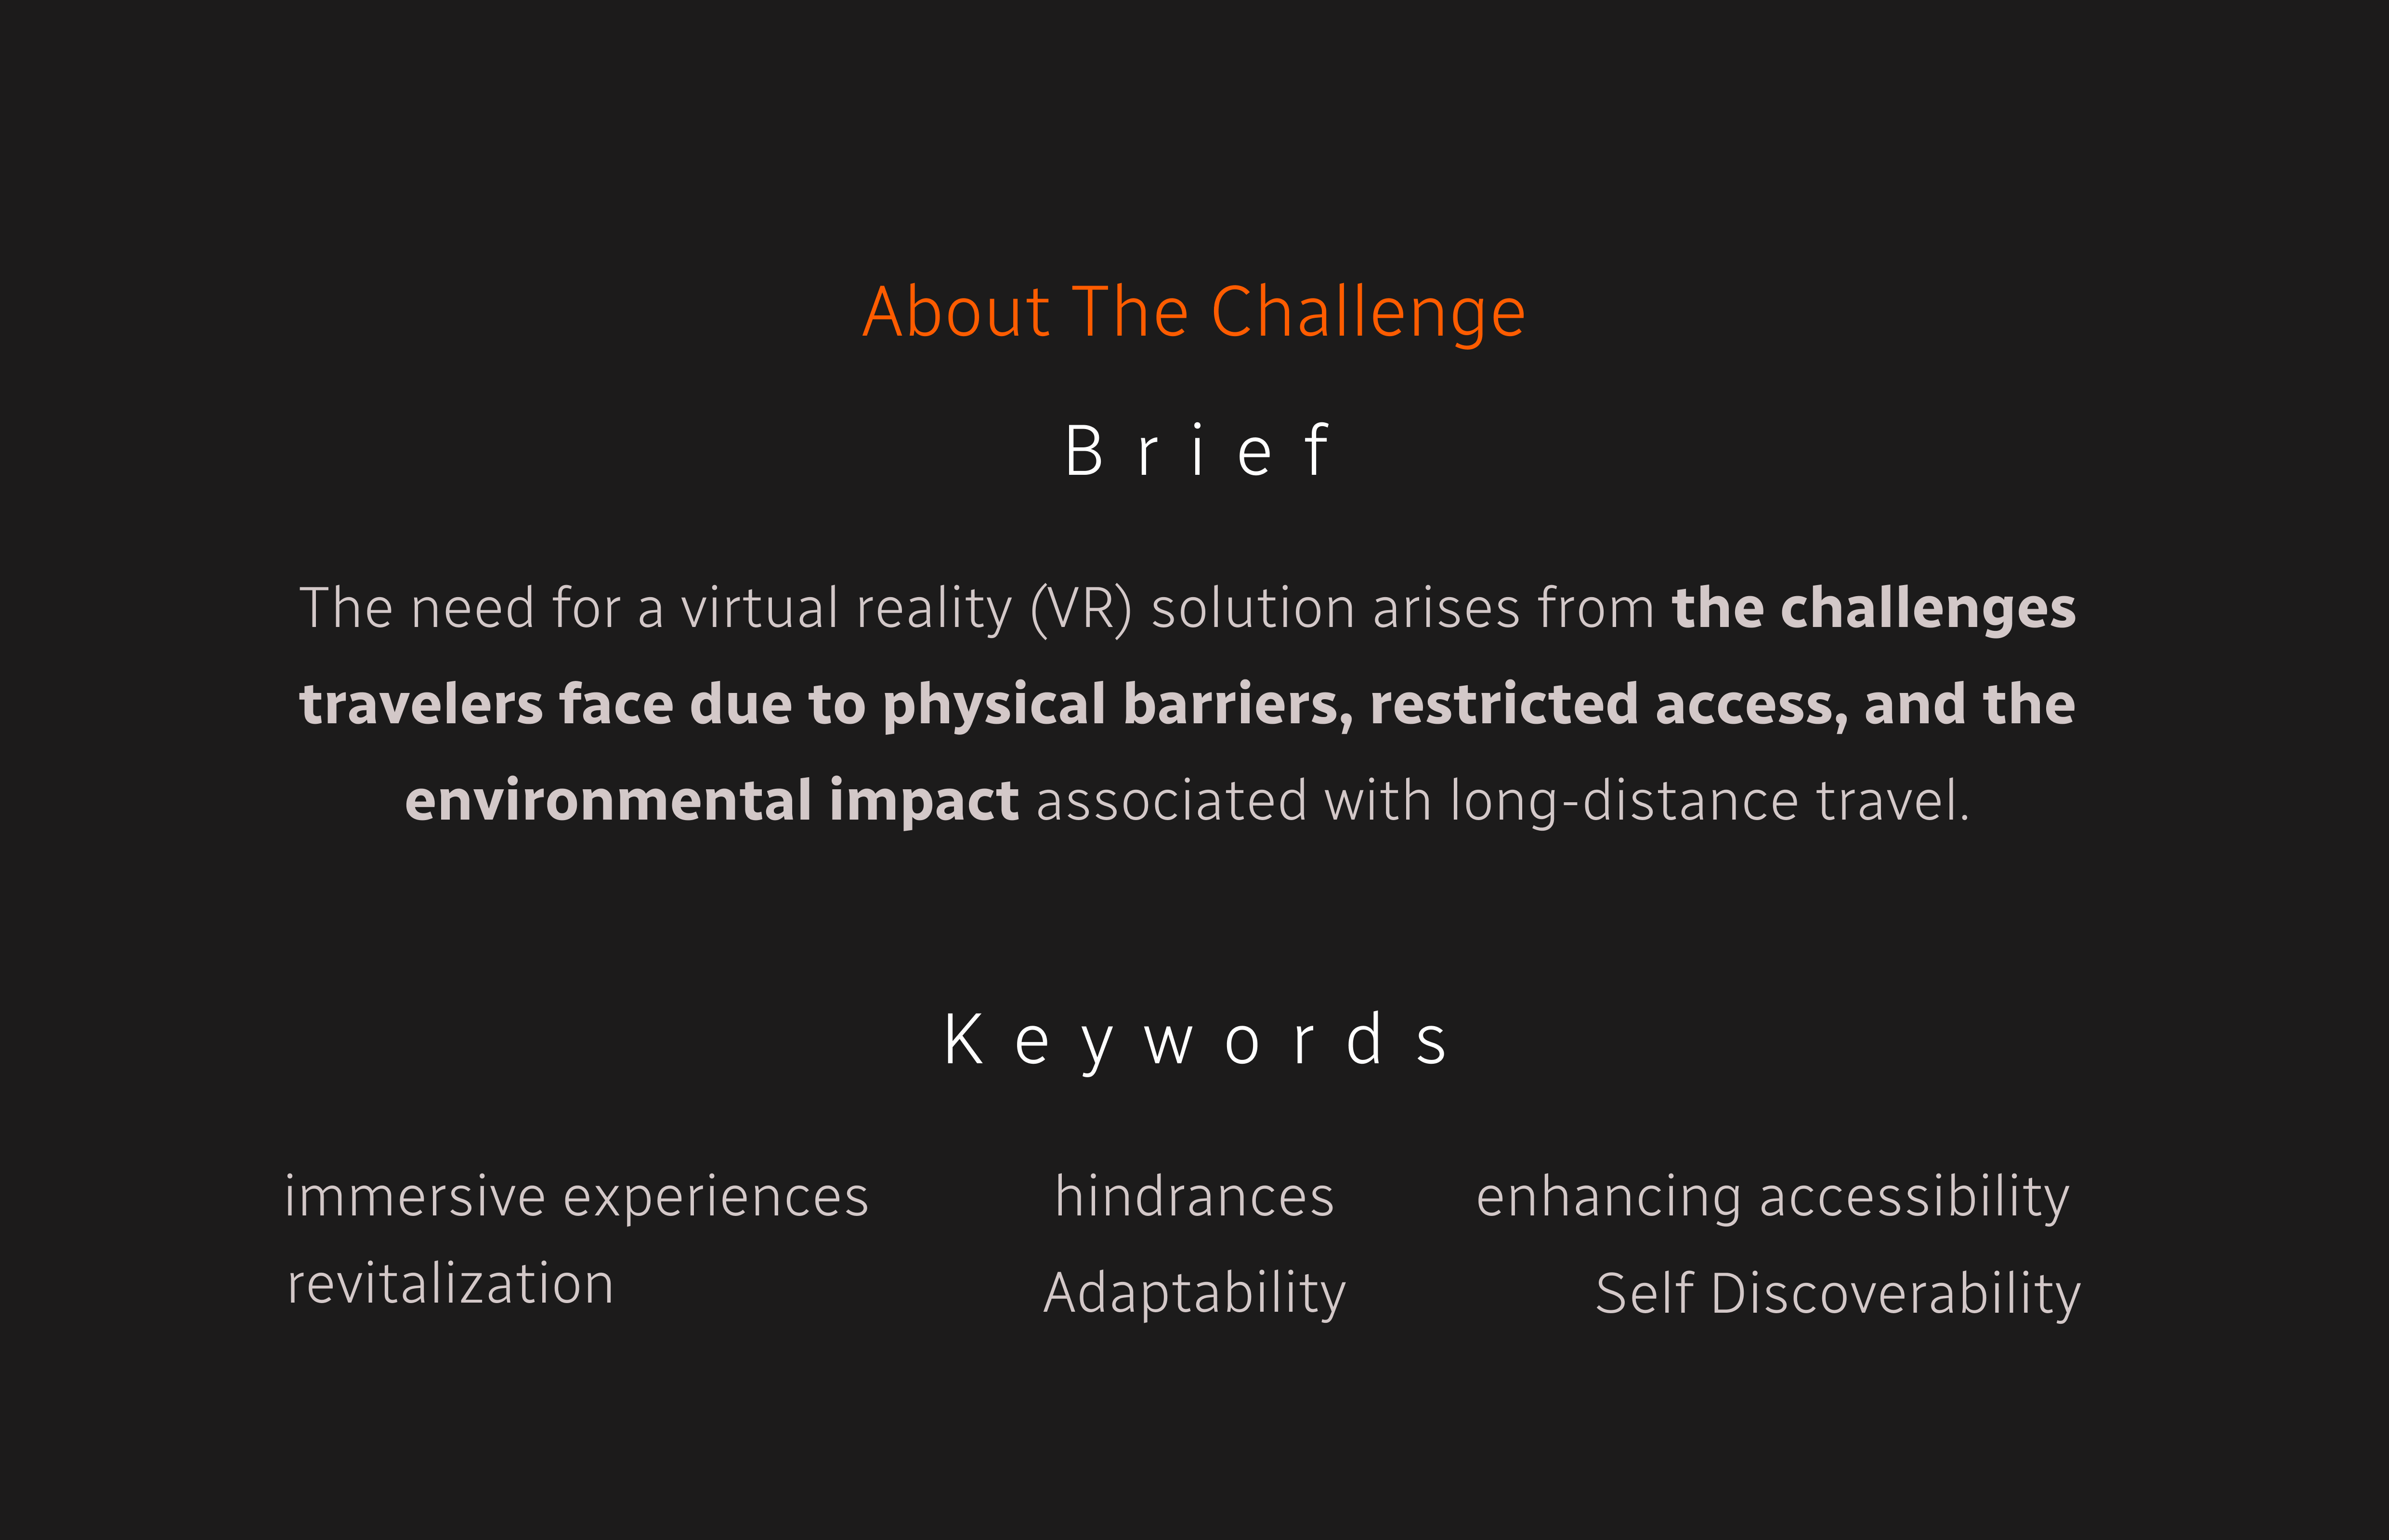 About The Challenge
Brief
The need for a virtual reality (VR) solution arises from the challenges
travelers face due to physical barriers, restricted access, and the
environmental impact associated with long-distance travel.
Keywords
immersive experiences hindrances enhancing accessibility
revitalization Adaptability Self Discoverability